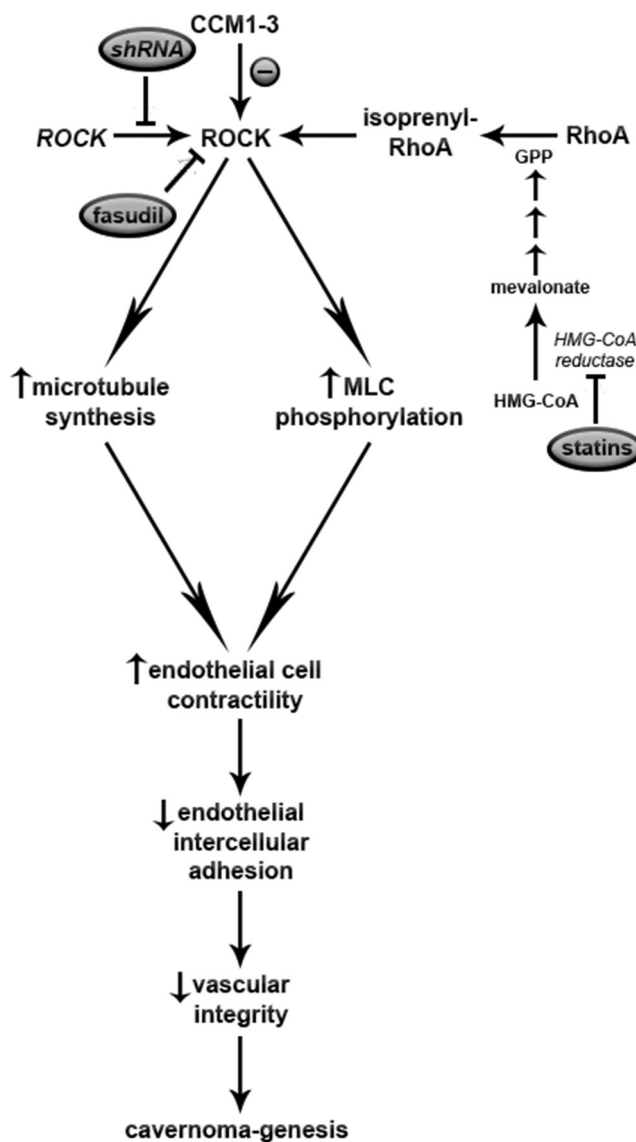 CCM1-3
shRNA
−
ROCK
ROCK
isoprenyl-
RhoA
RhoA
GPP
fasudil
mevalonate
HMG-CoA
reductase
HMG-CoA
statins
↑microtubule
synthesis
↑MLC
phosphorylation
↑endothelial cell
contractility
↓endothelial
intercellular
adhesion
↓vascular
integrity
cavernoma-genesis